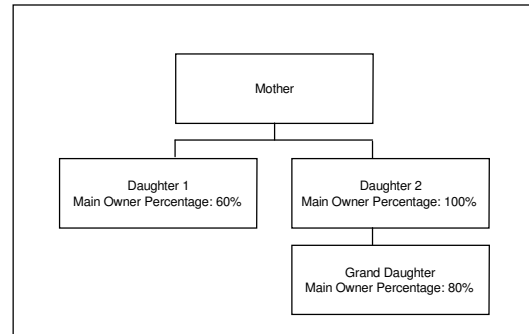 Mother
Daughter 1
Main Owner Percentage: 60%
Daughter 2
Main Owner Percentage: 100%
Grand Daughter
Main Owner Percentage: 80%